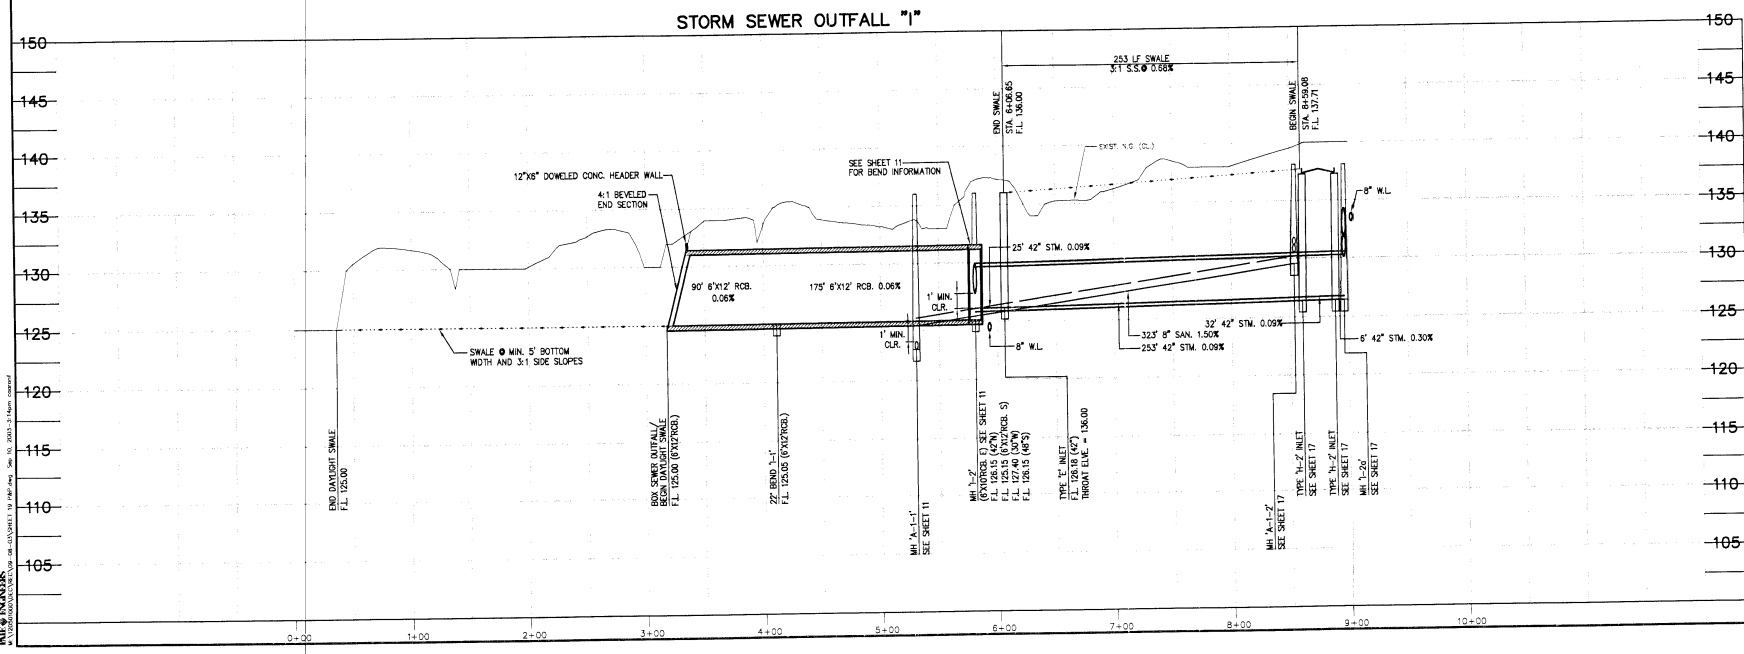 STORM SEWER OUTFALL "I"
150
145
140
135
130
125
120
115
110
105
150
145
140
135
130
125
120
115
110
105
253 LF SWALE
3:1 S.S.@ 0.68%
END SWALE
STA. 6+06.65
F.L. 136.00
BEGIN SWALE
STA. 8+59.08
F.L. 137.71
EXIST. N.G. (CL)
SEE SHEET 11
FOR BEND INFORMATION
12"X6" DOWELED CONC. HEADER WALL
4:1 BEVELED
END SECTION
8" W.L.
25' 42" STM. 0.09%
90' 6'X12' RCB.
0.06%
175' 6'X12' RCB. 0.06%
1' MIN.
CLR.
1' MIN.
CLR.
8" W.L.
32' 42" STM. 0.09%
323' 8" SAN. 1.50%
253' 42" STM. 0.09%
6' 42" STM. 0.30%
SWALE @ MIN. 5' BOTTOM
WIDTH AND 3:1 SIDE SLOPES
END DAYLIGHT SWALE
F.L. 125.00
BOX SEWER OUTFALL/
BEGIN DAYLIGHT SWALE
F.L. 125.00 (6'X12'RCB.)
22° BEND 'I-1'
F.L. 125.05 (6'X12'RCB.)
MH 'A-1-1'
SEE SHEET 11
MH 'I-2'
(6'X10'RCB. E) SEE SHEET 11
F.L. 126.15 (42"N)
F.L. 125.15 (6'X12'RCB. S)
F.L. 127.40 (30"W)
F.L. 126.15 (48"S)
TYPE 'E' INLET
F.L. 126.18 (42")
THROAT ELVE. = 136.00
MH 'A-1-2'
SEE SHEET 17
TYPE 'H-2' INLET
SEE SHEET 17
TYPE 'H-2' INLET
SEE SHEET 17
MH 'I-2a'
SEE SHEET 17
0+00
1+00
2+00
3+00
4+00
5+00
6+00
7+00
8+00
9+00
10+00